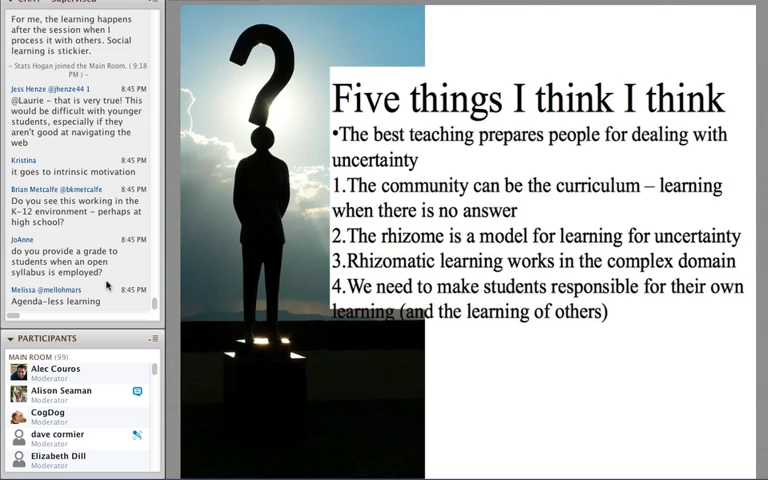 For me, the learning happens
after the session when I
process it with others. Social
learning is stickier.
- Stats Hogan joined the Main Room. ( 9:18
PM ) -
Jess Henze @jhenze44 1 8:45 PM
@Laurie - that is very true! This
would be difficult with younger
students, especially if they
aren't good at navigating the
web
Kristina 8:45 PM
it goes to intrinsic motivation
Brian Metcalfe @bkmetcalfe 8:45 PM
Do you see this working in the
K-12 environment - perhaps at
high school?
JoAnne 8:45 PM
do you provide a grade to
students when an open
syllabus is employed?
Melissa @mellohmars 8:45 PM
Agenda-less learning
PARTICIPANTS
MAIN ROOM (99)
Alec Couros
Moderator
Alison Seaman
Moderator
CogDog
Moderator
dave cormier
Moderator
Elizabeth Dill
Moderator
Five things I think I think
•The best teaching prepares people for dealing with
uncertainty
1.The community can be the curriculum – learning
when there is no answer
2.The rhizome is a model for learning for uncertainty
3.Rhizomatic learning works in the complex domain
4.We need to make students responsible for their own
learning (and the learning of others)